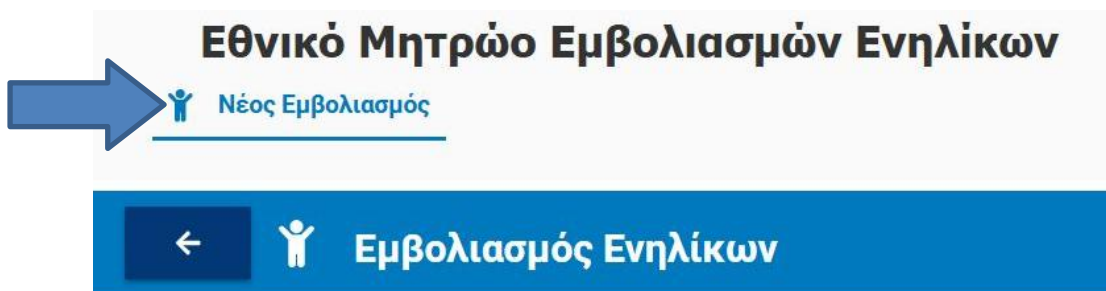 Εθνικό Μητρώο Εμβολιασμών Ενηλίκων
Νέος Εμβολιασμός
Εμβολιασμός Ενηλίκων